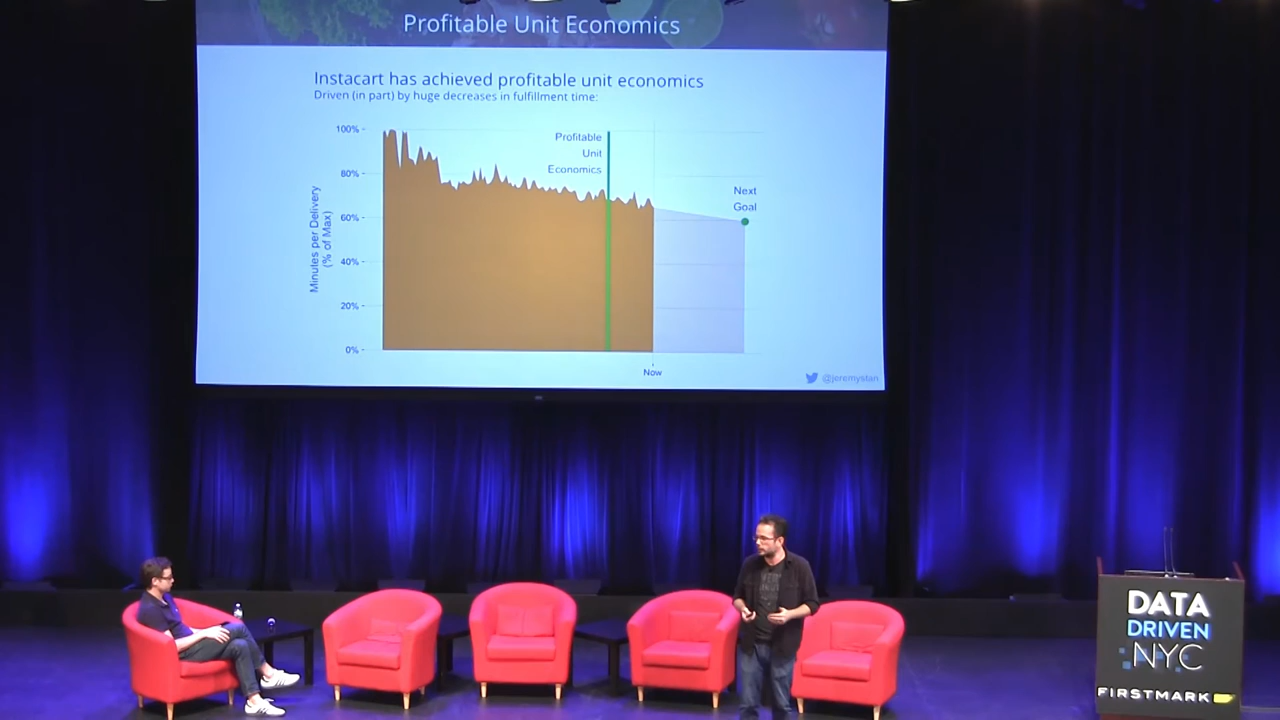 Profitable Unit Economics
Instacart has achieved profitable unit economics
Driven (in part) by huge decreases in fulfillment time:
Minutes per Delivery
(% of Max)
100%
80%
60%
40%
20%
0%
Profitable
Unit
Economics
Next
Goal
Now
@jeremystan
DATA
DRIVEN
NYC
FIRSTMARK